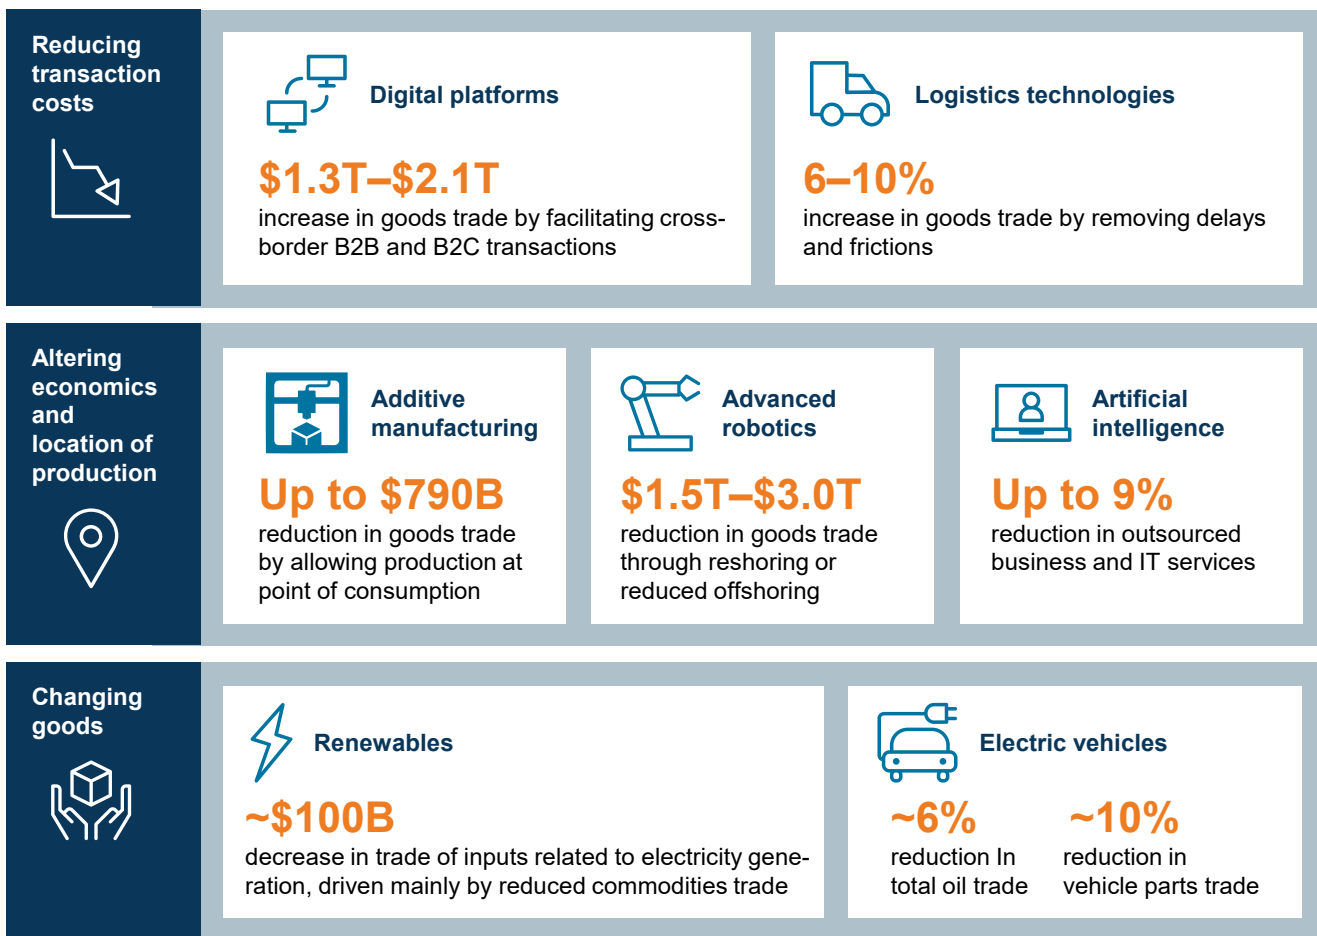 Reducing
transaction
costs
Digital platforms
$1.3T–$2.1T
increase in goods trade by facilitating cross-
border B2B and B2C transactions
Logistics technologies
6–10%
increase in goods trade by removing delays
and frictions
Altering
economics
and
location of
production
Additive
manufacturing
Up to $790B
reduction in goods trade
by allowing production at
point of consumption
Advanced
robotics
$1.5T–$3.0T
reduction in goods trade
through reshoring or
reduced offshoring
Artificial
intelligence
Up to 9%
reduction in outsourced
business and IT services
Changing
goods
Renewables
~$100B
decrease in trade of inputs related to electricity gene-
ration, driven mainly by reduced commodities trade
Electric vehicles
~6%
reduction In
total oil trade
~10%
reduction in
vehicle parts trade